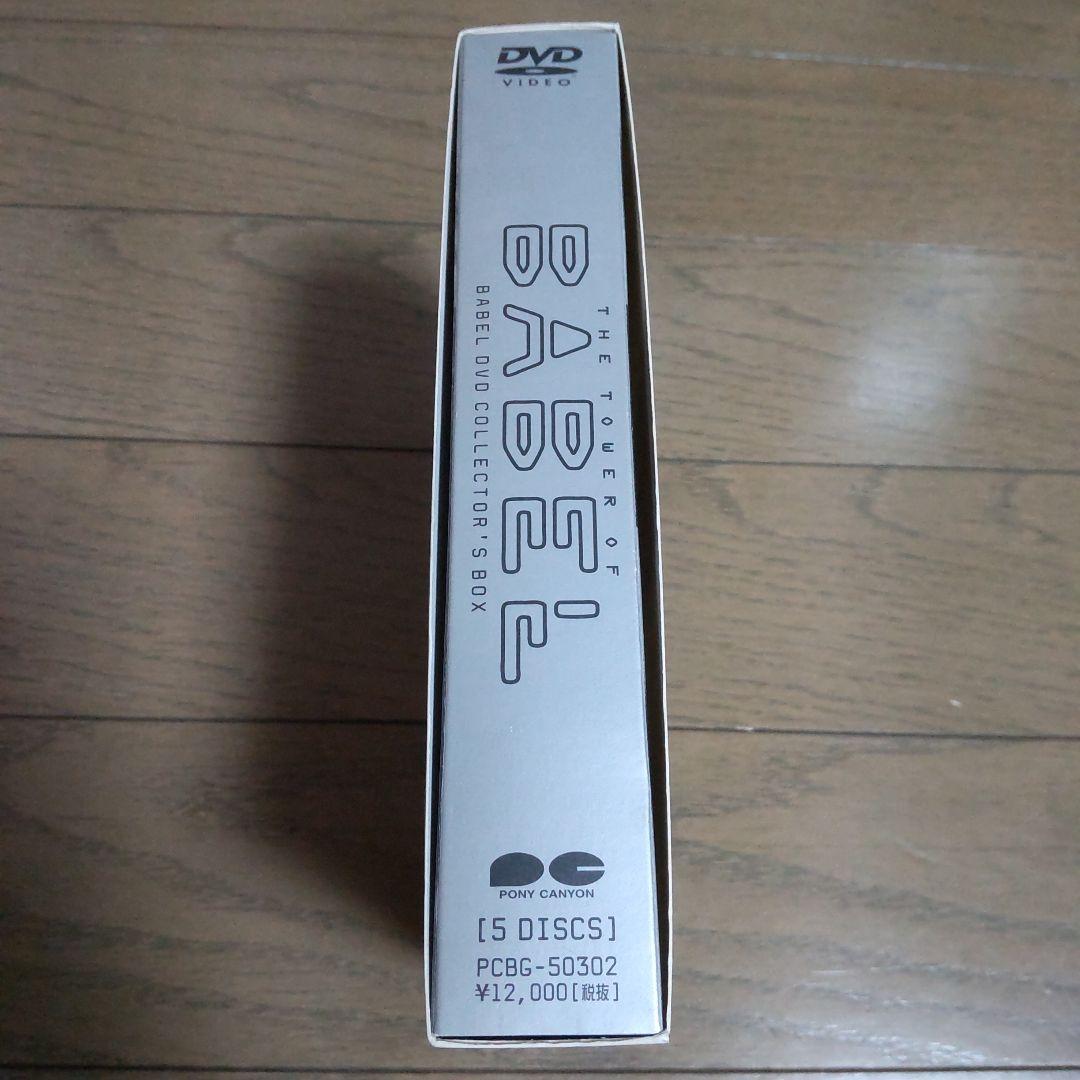 DVD
VIDEO
THE TOWER OF
BABEL
BABEL DVD COLLECTOR'S BOX
PONY CANYON
[5 DISCS]
PCBG-50302
¥12,000[税抜]